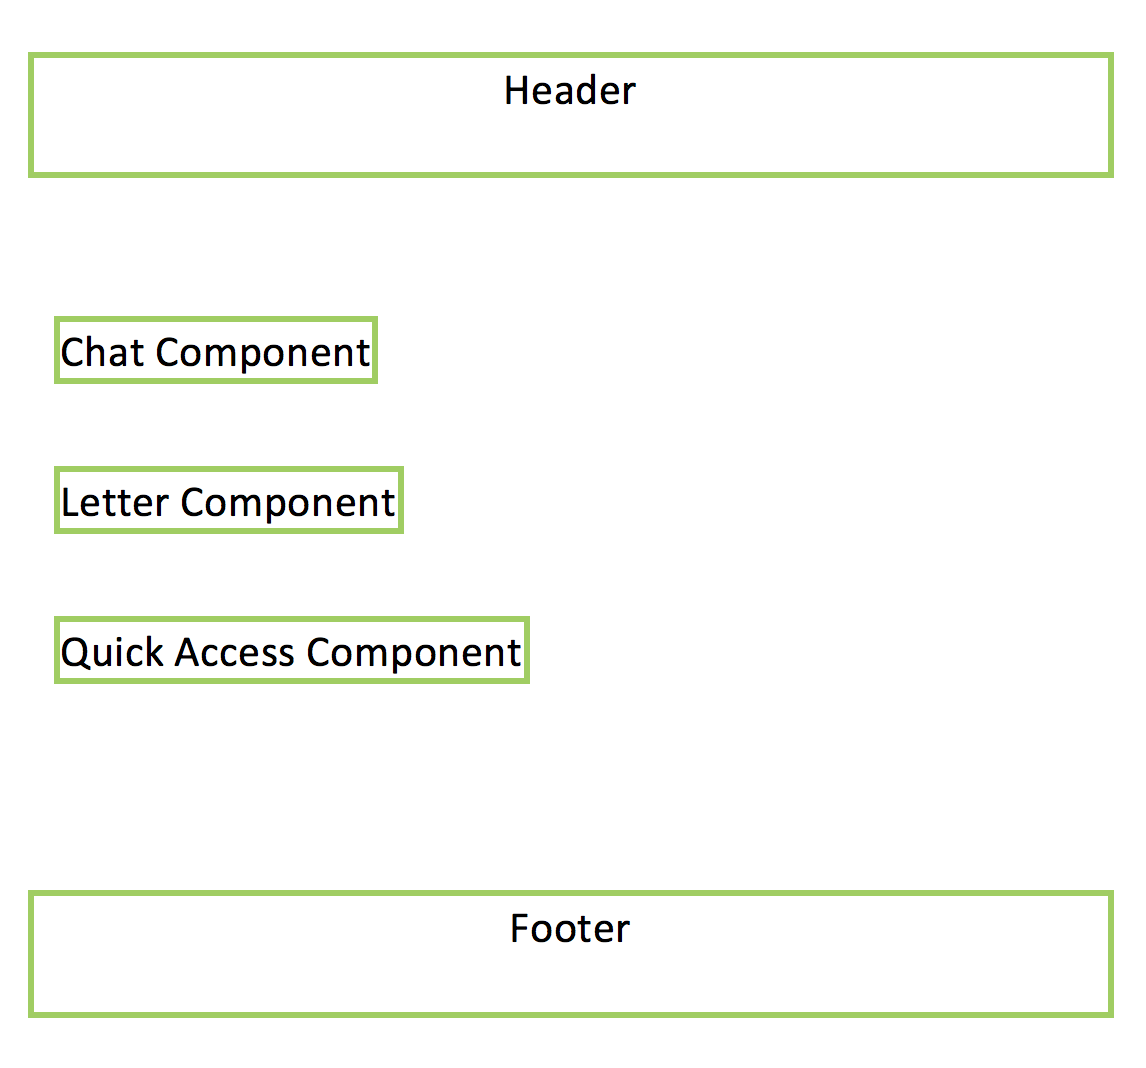 Header
Chat Component
Letter Component
Quick Access Component
Footer